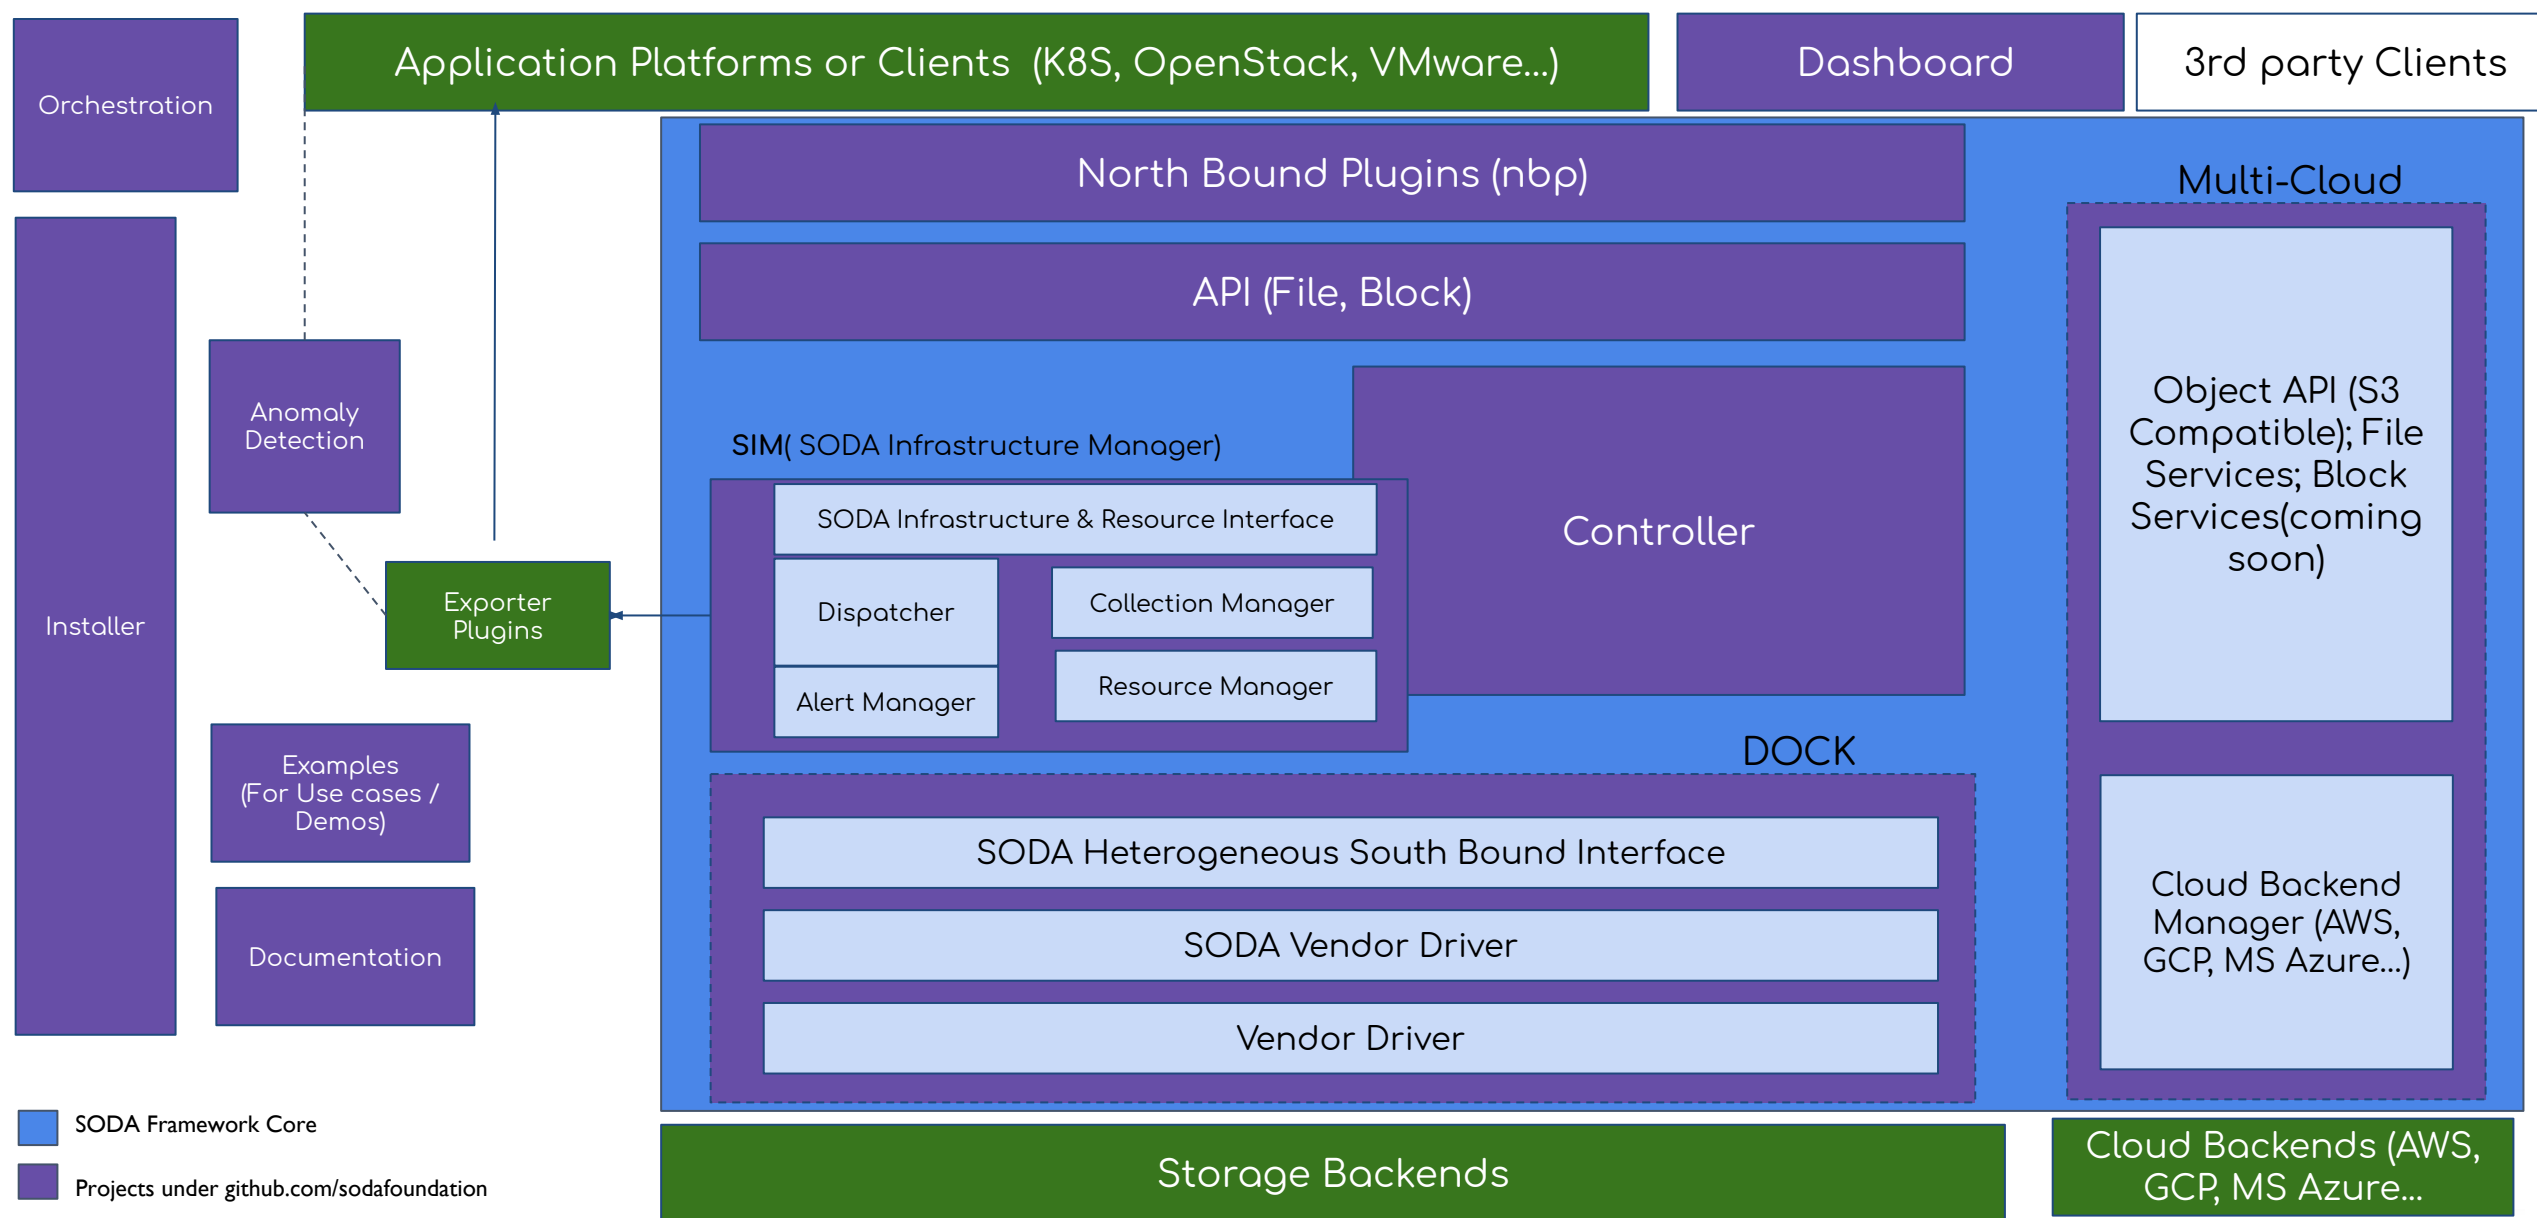 Orchestration
Application Platforms or Clients (K8S, OpenStack, VMware...)
Dashboard
3rd party Clients
North Bound Plugins (nbp)
API (File, Block)
Multi-Cloud
Object API (S3
Compatible); File
Services; Block
Services(coming
soon)
Cloud Backend
Manager (AWS,
GCP, MS Azure...)
Controller
SIM( SODA Infrastructure Manager)
SODA Infrastructure & Resource Interface
Dispatcher
Collection Manager
Alert Manager
Resource Manager
Anomaly
Detection
Exporter
Plugins
Installer
Examples
(For Use cases /
Demos)
Documentation
DOCK
SODA Heterogeneous South Bound Interface
SODA Vendor Driver
Vendor Driver
SODA Framework Core
Projects under github.com/sodafoundation
Storage Backends
Cloud Backends (AWS,
GCP, MS Azure...